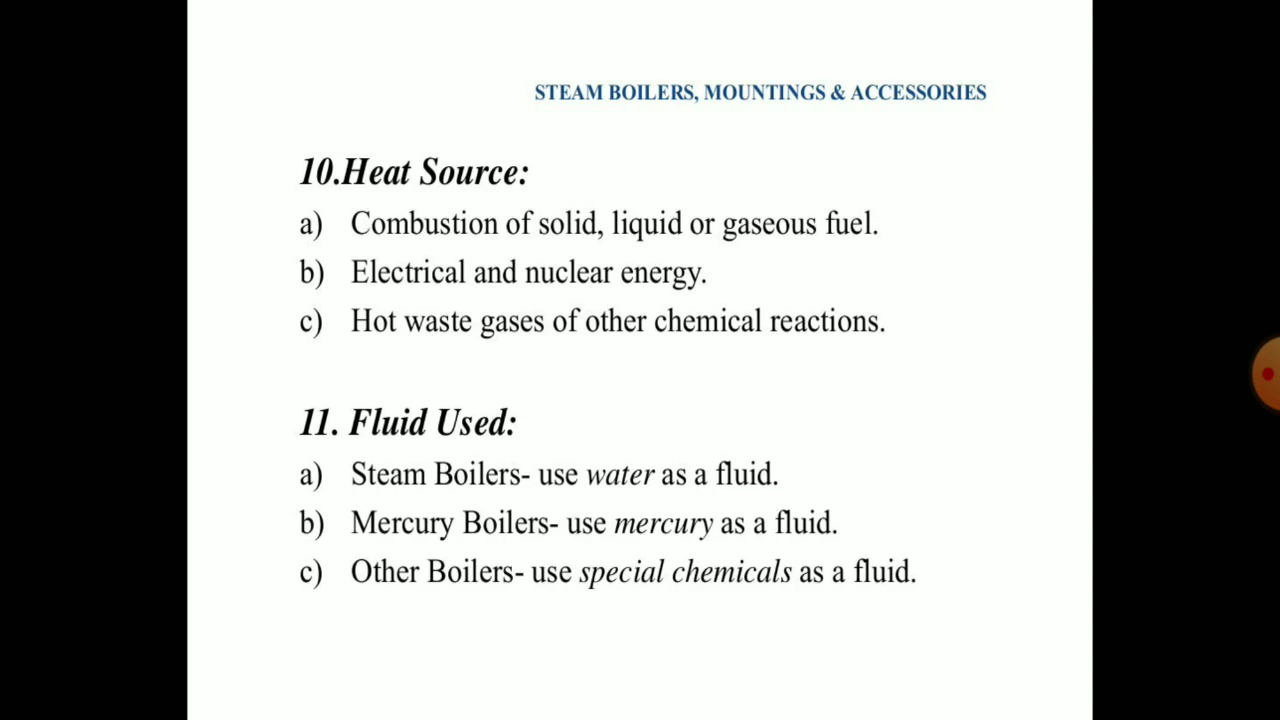 STEAM BOILERS, MOUNTINGS & ACCESSORIES
10.Heat Source:
a) Combustion of solid, liquid or gaseous fuel.
b) Electrical and nuclear energy.
c) Hot waste gases of other chemical reactions.
11. Fluid Used:
a) Steam Boilers- use water as a fluid.
b) Mercury Boilers- use mercury as a fluid.
c) Other Boilers- use special chemicals as a fluid.